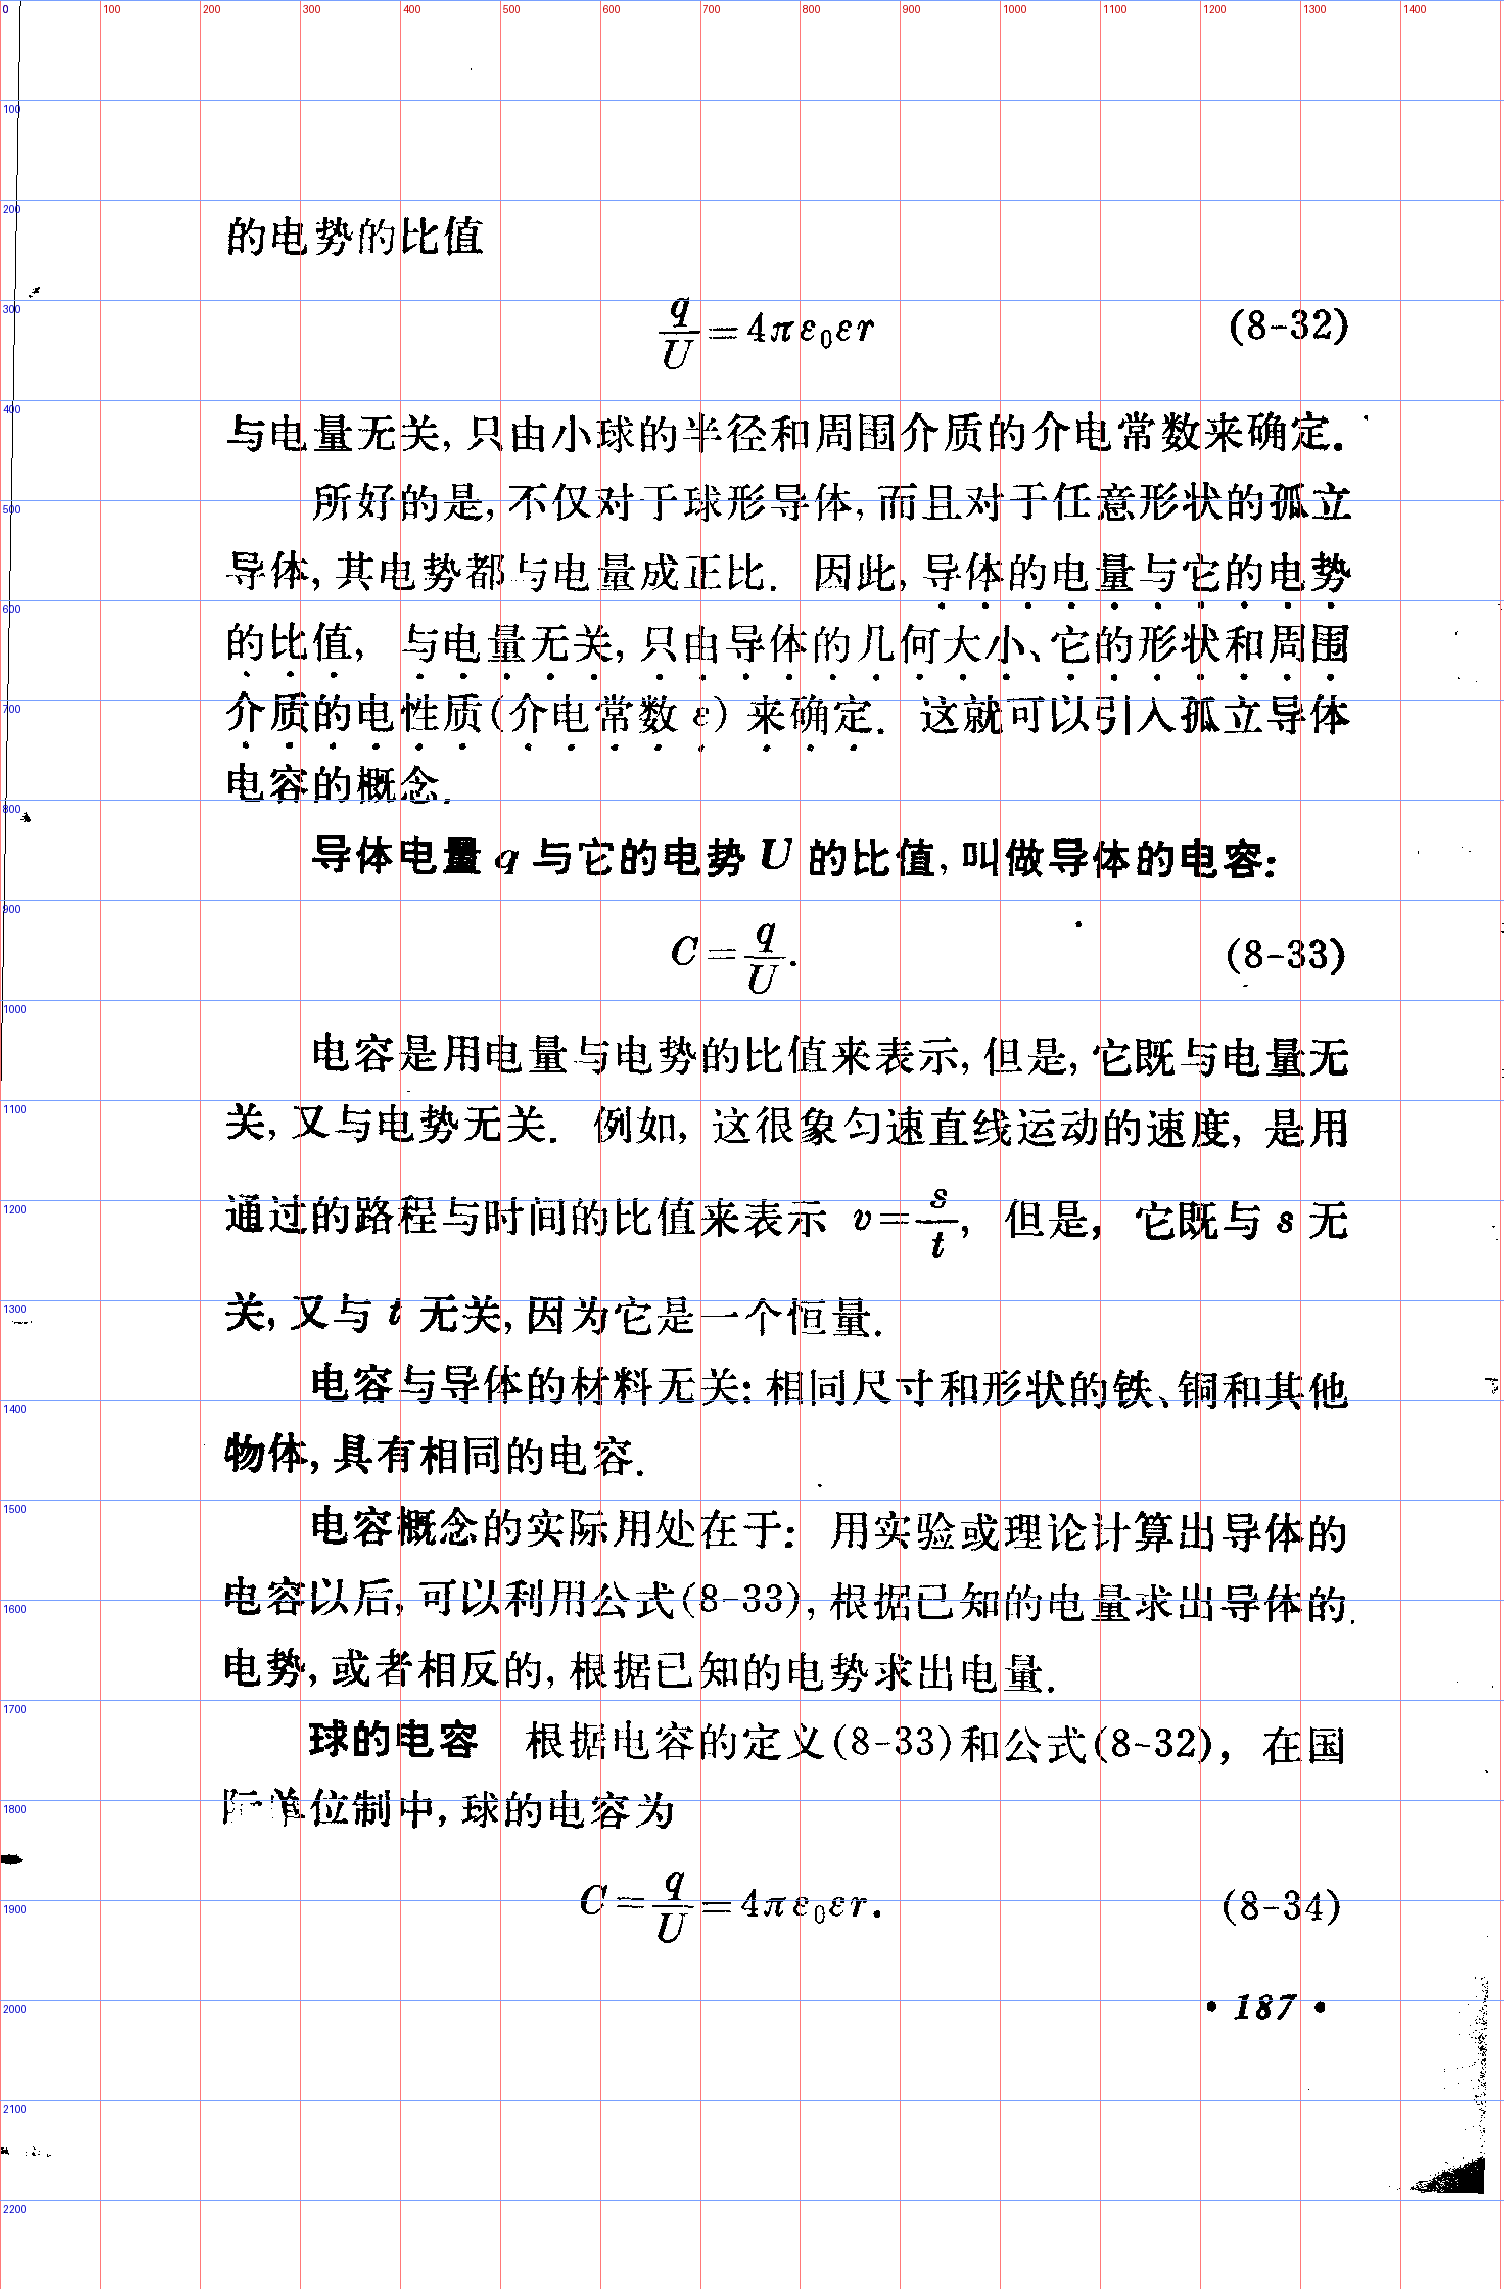 的电势的比值
q/U=4πε₀εr (8-32)
与电量无关,只由小球的半径和周围介质的介电常数来确定.
所好的是,不仅对于球形导体,而且对于任意形状的孤立
导体,其电势都与电量成正比. 因此,导体的电量与它的电势
的比值, 与电量无关,只由导体的几何大小、它的形状和周围
介质的电性质(介电常数 ε) 来确定. 这就可以引入孤立导体
电容的概念.
导体电量 q 与它的电势 U 的比值,叫做导体的电容:
C=q/U. (8-33)
电容是用电量与电势的比值来表示,但是,它既与电量无
关,又与电势无关. 例如, 这很象匀速直线运动的速度, 是用
通过的路程与时间的比值来表示 v=s/t, 但是, 它既与 s 无
关,又与 t 无关,因为它是一个恒量.
电容与导体的材料无关:相同尺寸和形状的铁、铜和其他
物体,具有相同的电容.
电容概念的实际用处在于: 用实验或理论计算出导体的
电容以后,可以利用公式(8-33),根据已知的电量求出导体的
电势,或者相反的,根据已知的电势求出电量.
球的电容 根据电容的定义(8-33)和公式(8-32), 在国
际单位制中,球的电容为
C=q/U=4πε₀εr. (8-34)
• 187 •